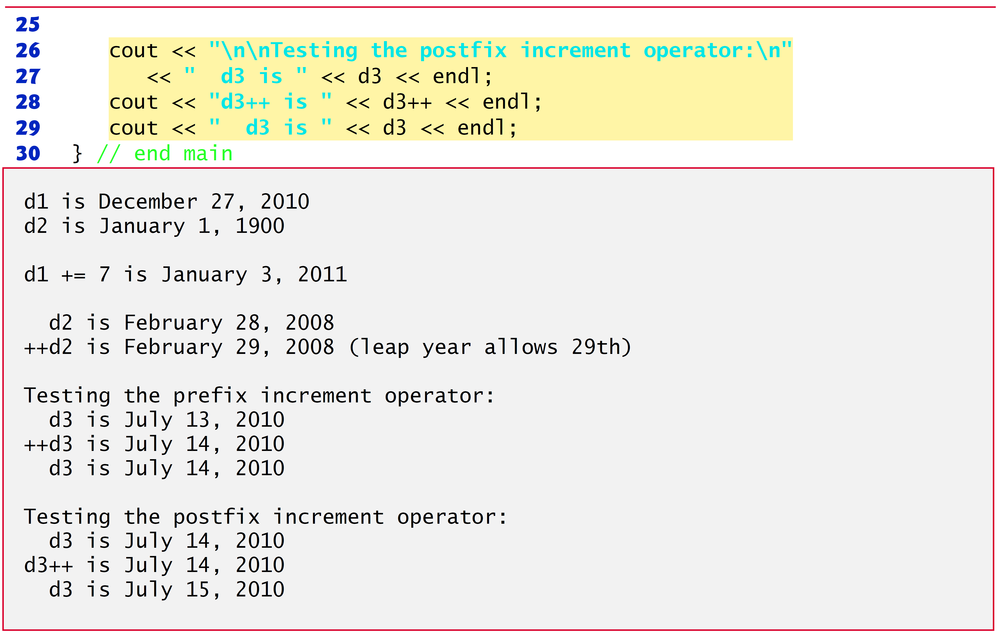 25
26 cout << "\n\nTesting the postfix increment operator:\n"
27 << "  d3 is " << d3 << endl;
28 cout << "d3++ is " << d3++ << endl;
29 cout << "  d3 is " << d3 << endl;
30 } // end main
d1 is December 27, 2010
d2 is January 1, 1900
d1 += 7 is January 3, 2011
  d2 is February 28, 2008
++d2 is February 29, 2008 (leap year allows 29th)
Testing the prefix increment operator:
  d3 is July 13, 2010
++d3 is July 14, 2010
  d3 is July 14, 2010
Testing the postfix increment operator:
  d3 is July 14, 2010
d3++ is July 14, 2010
  d3 is July 15, 2010